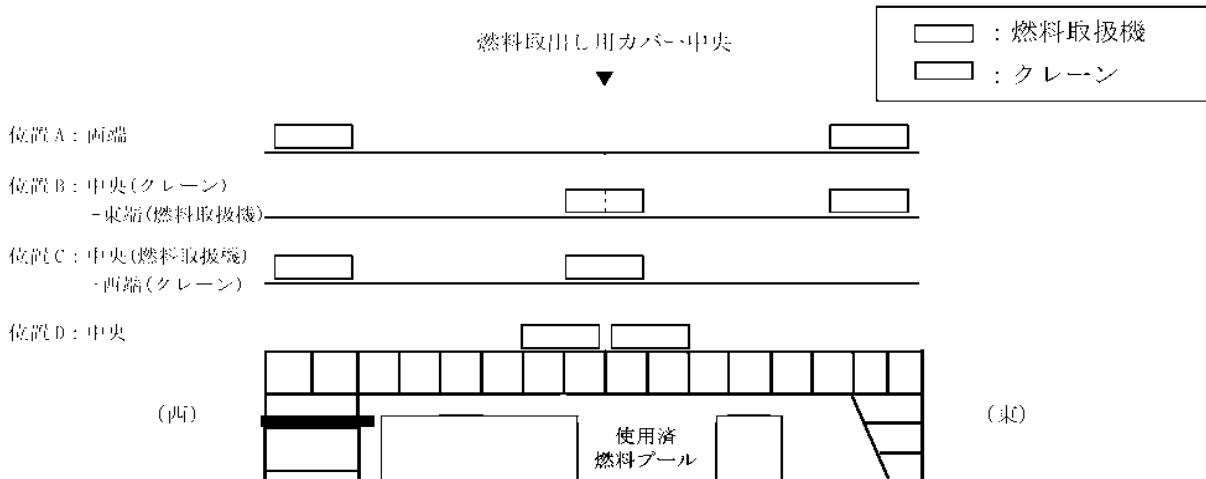 燃料取出し用カバー中央
▼
：燃料取扱機
：クレーン
位置A：両端
位置B：中央(クレーン)
-東端(燃料取扱機)
位置C：中央(燃料取扱機)
-西端(クレーン)
位置D：中央
(西)
(東)
使用済
燃料プール